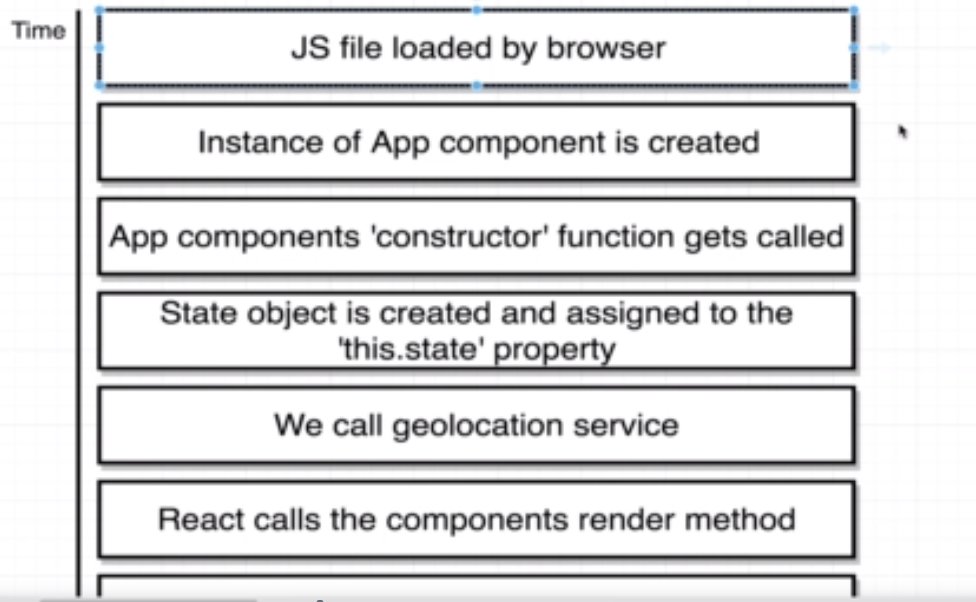 Time
JS file loaded by browser
Instance of App component is created
App components 'constructor' function gets called
State object is created and assigned to the
'this.state' property
We call geolocation service
React calls the components render method